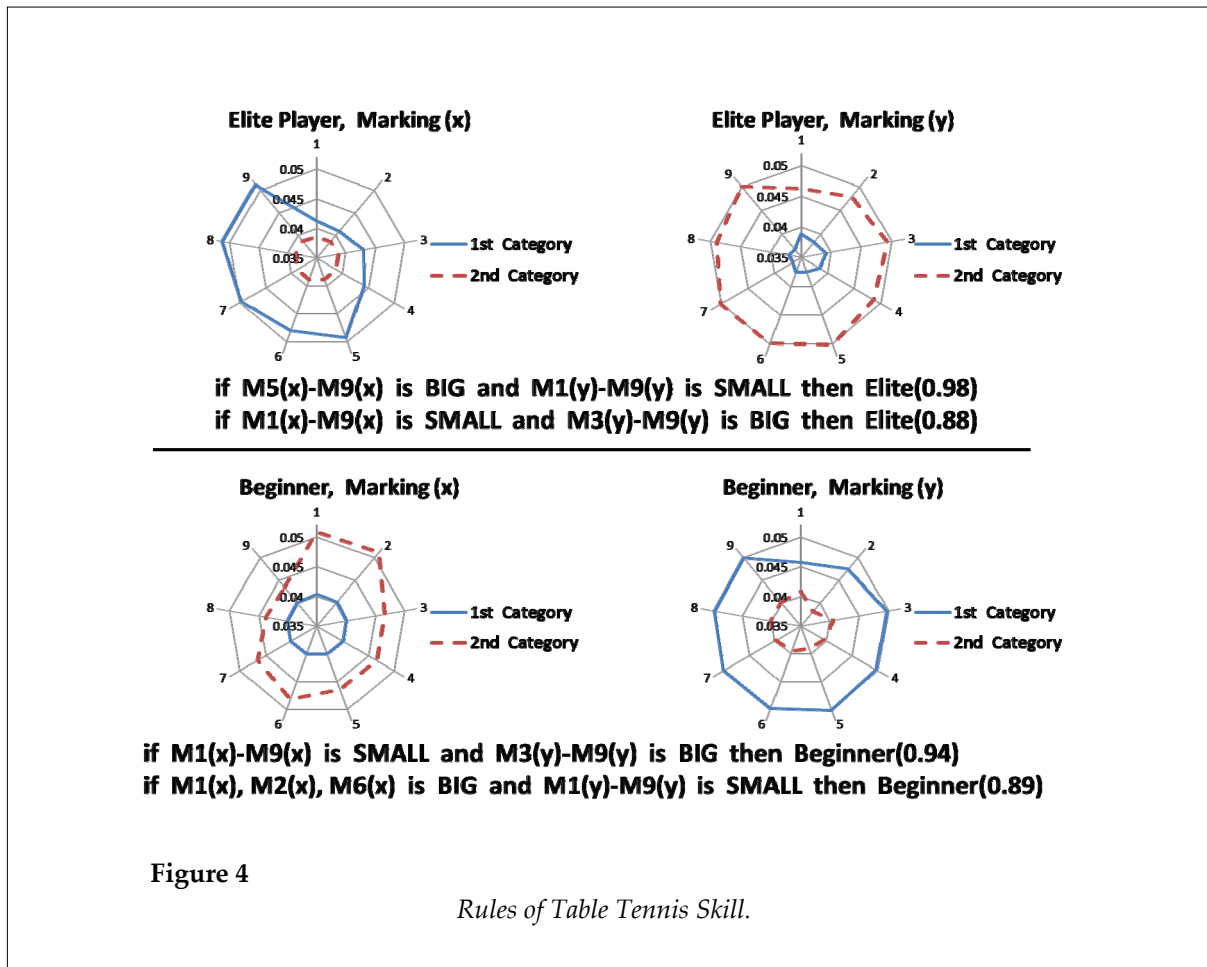 Elite Player, Marking (x)
1
2
3
4
5
6
7
8
9
0.05
0.045
0.04
0.035
1st Category
2nd Category
Elite Player, Marking (y)
1
2
3
4
5
6
7
8
9
0.05
0.045
0.04
0.035
1st Category
2nd Category
if M5(x)-M9(x) is BIG and M1(y)-M9(y) is SMALL then Elite(0.98)
if M1(x)-M9(x) is SMALL and M3(y)-M9(y) is BIG then Elite(0.88)
Beginner, Marking (x)
1
2
3
4
5
6
7
8
9
0.05
0.045
0.04
0.035
1st Category
2nd Category
Beginner, Marking (y)
1
2
3
4
5
6
7
8
9
0.05
0.045
0.04
0.035
1st Category
2nd Category
if M1(x)-M9(x) is SMALL and M3(y)-M9(y) is BIG then Beginner(0.94)
if M1(x), M2(x), M6(x) is BIG and M1(y)-M9(y) is SMALL then Beginner(0.89)
Figure 4
Rules of Table Tennis Skill.